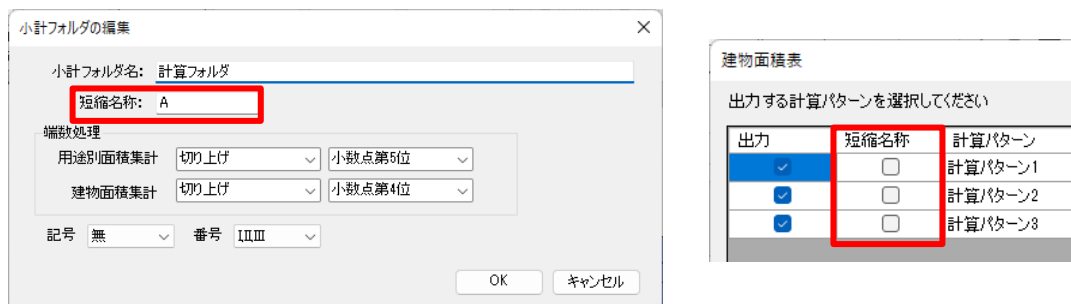 小計フォルダの編集
小計フォルダ名: 計算フォルダ
短縮名称: A
端数処理
用途別面積集計 切り上げ 小数点第5位
建物面積集計 切り上げ 小数点第4位
記号 無 番号 I,II,III
OK キャンセル
建物面積表
出力する計算パターンを選択してください
出力 短縮名称 計算パターン
計算パターン1
計算パターン2
計算パターン3